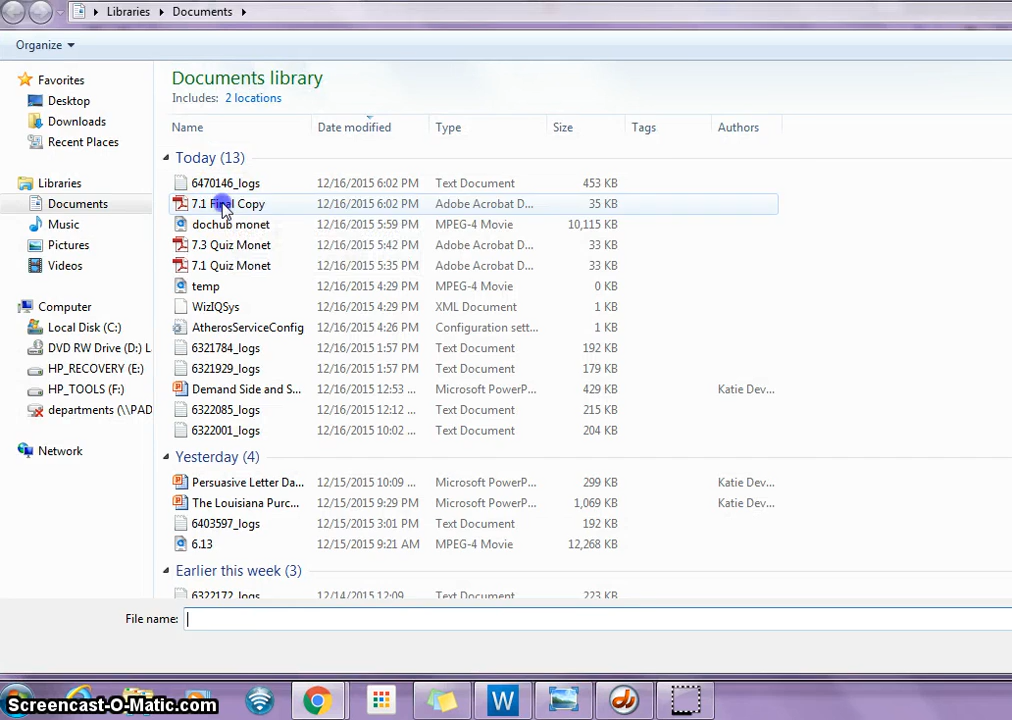 Libraries Documents
Organize
Favorites
Desktop
Downloads
Recent Places
Libraries
Documents
Music
Pictures
Videos
Computer
Local Disk (C:)
DVD RW Drive (D:) L
HP_RECOVERY (E:)
HP_TOOLS (F:)
departments (\\PAD
Network
Documents library
Includes: 2 locations
Name Date modified Type Size Tags Authors
Today (13)
6470146_logs 12/16/2015 6:02 PM Text Document 453 KB
7.1 Final Copy 12/16/2015 6:02 PM Adobe Acrobat D... 35 KB
dochub monet 12/16/2015 5:59 PM MPEG-4 Movie 10,115 KB
7.3 Quiz Monet 12/16/2015 5:42 PM Adobe Acrobat D... 33 KB
7.1 Quiz Monet 12/16/2015 5:35 PM Adobe Acrobat D... 33 KB
temp 12/16/2015 4:29 PM MPEG-4 Movie 0 KB
WizIQSys 12/16/2015 4:29 PM XML Document 1 KB
AtherosServiceConfig 12/16/2015 4:26 PM Configuration sett... 1 KB
6321784_logs 12/16/2015 1:57 PM Text Document 192 KB
6321929_logs 12/16/2015 1:57 PM Text Document 179 KB
Demand Side and S... 12/16/2015 12:53 ... Microsoft PowerP... 429 KB Katie Dev...
6322085_logs 12/16/2015 12:12 ... Text Document 215 KB
6322001_logs 12/16/2015 10:02 ... Text Document 204 KB
Yesterday (4)
Persuasive Letter Da... 12/15/2015 10:09 ... Microsoft PowerP... 299 KB Katie Dev...
The Louisiana Purc... 12/15/2015 9:29 PM Microsoft PowerP... 1,069 KB Katie Dev...
6403597_logs 12/15/2015 3:01 PM Text Document 192 KB
6.13 12/15/2015 9:21 AM MPEG-4 Movie 12,268 KB
Earlier this week (3)
6322172_logs 12/14/2015 12:09 Text Document 223 KB
File name:
Screencast-O-Matic.com